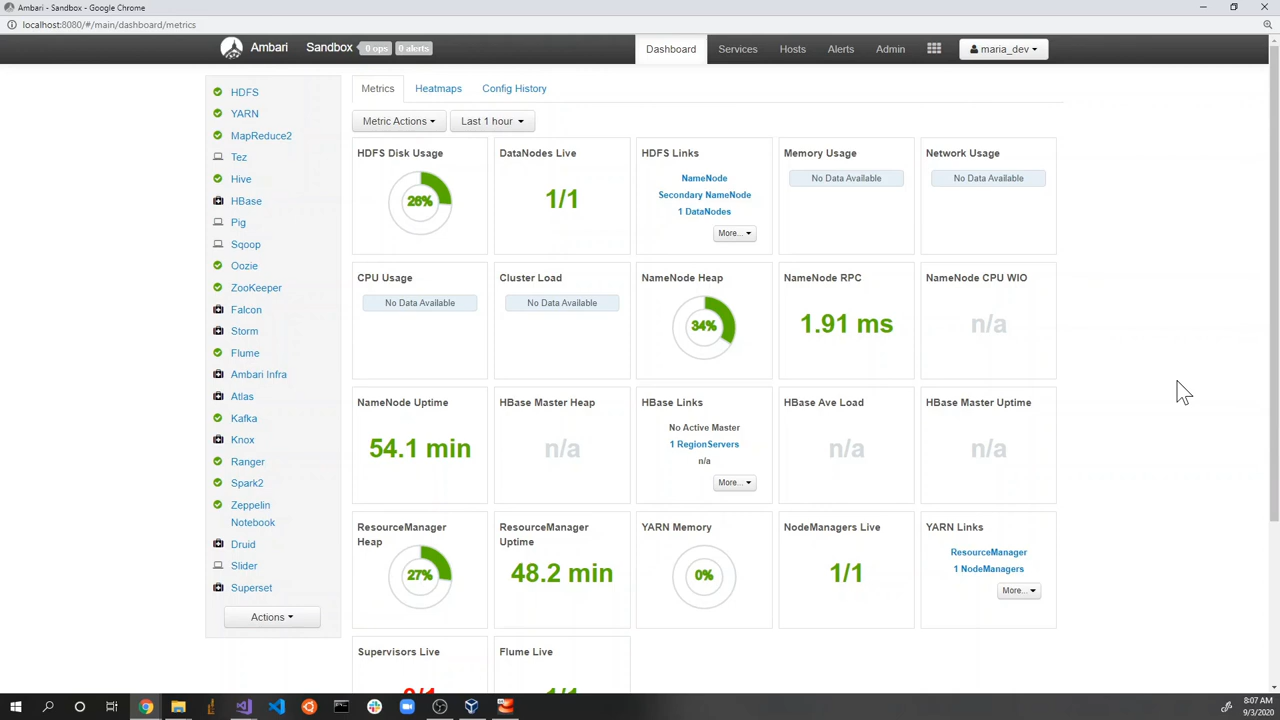 Ambari - Sandbox - Google Chrome
localhost:8080/#/main/dashboard/metrics
Ambari Sandbox 0 ops 0 alerts Dashboard Services Hosts Alerts Admin maria_dev
HDFS
YARN
MapReduce2
Tez
Hive
HBase
Pig
Sqoop
Oozie
ZooKeeper
Falcon
Storm
Flume
Ambari Infra
Atlas
Kafka
Knox
Ranger
Spark2
Zeppelin
Notebook
Druid
Slider
Superset
Actions
Metrics Heatmaps Config History
Metric Actions Last 1 hour
HDFS Disk Usage
26%
DataNodes Live
1/1
HDFS Links
NameNode
Secondary NameNode
1 DataNodes
More...
Memory Usage
No Data Available
Network Usage
No Data Available
CPU Usage
No Data Available
Cluster Load
No Data Available
NameNode Heap
34%
NameNode RPC
1.91 ms
NameNode CPU WIO
n/a
NameNode Uptime
54.1 min
HBase Master Heap
n/a
HBase Links
No Active Master
1 RegionServers
n/a
More...
HBase Ave Load
n/a
HBase Master Uptime
n/a
ResourceManager
Heap
27%
ResourceManager
Uptime
48.2 min
YARN Memory
0%
NodeManagers Live
1/1
YARN Links
ResourceManager
1 NodeManagers
More...
Supervisors Live
Flume Live
8:07 AM
9/3/2020